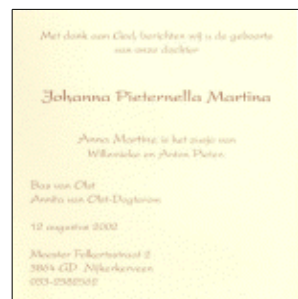 Met dank aan God, berichten wij u de geboorte
van onze dochter
Johanna Pieternella Martina
Anna Martine is het zusje van
Willemieke en Anton Pieter.
Bas van Olst
Annita van Olst-
12 augustus 2002
Meester Folkertsstraat 2
3864 GD Nijkerkerveen
033-2582562